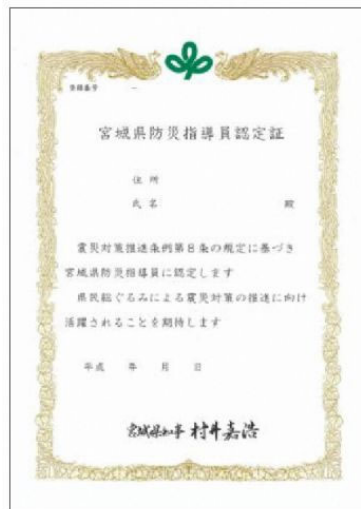 登録番号
宮城県防災指導員認定証
住所
氏名 殿
震災対策推進条例第8条の規定に基づき
宮城県防災指導員に認定します
県民総ぐるみによる震災対策の推進に向け
活躍されることを期待します
平成 年 月 日
宮城県知事 村井嘉浩